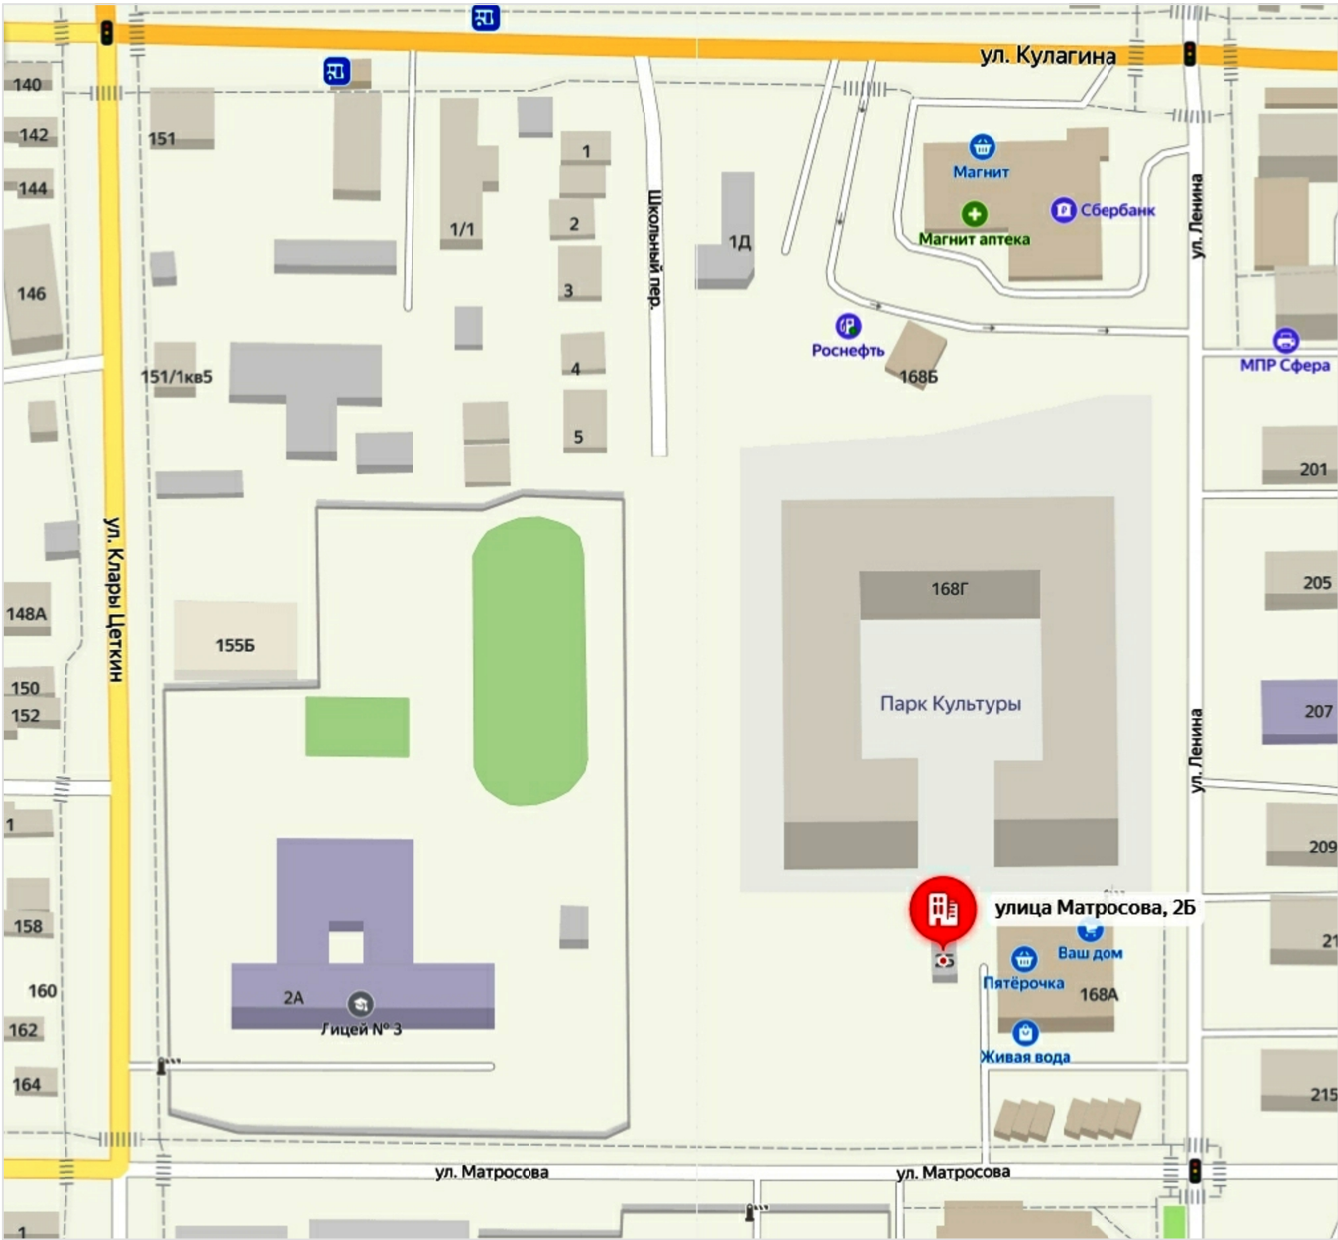 ул. Кулагина
140
142
144
146
151
1/1
1
2
3
4
5
Школьный пер.
1Д
Магнит
Сбербанк
Магнит аптека
ул. Ленина
Роснефть
168Б
МПР Сфера
151/1кв5
201
ул. Клары Цеткин
148А
155Б
150
152
168Г
Парк Культуры
205
207
ул. Ленина
1
209
158
160
162
164
2А
Лицей № 3
улица Матросова, 2Б
Ваш дом
Пятёрочка
168А
Живая вода
21
215
ул. Матросова
ул. Матросова
1